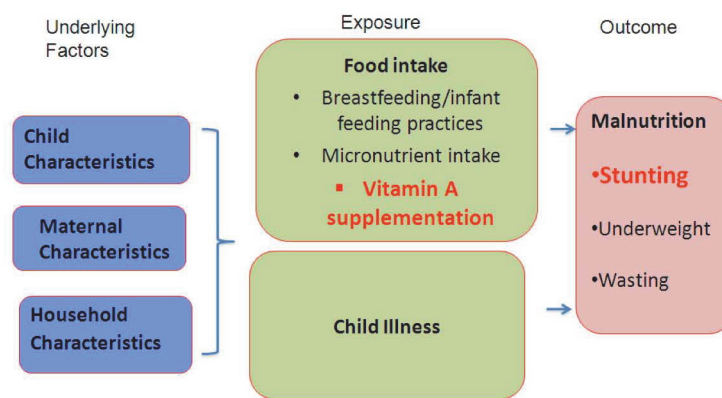 Underlying
Factors
Exposure
Outcome
Child
Characteristics
Maternal
Characteristics
Household
Characteristics
Food intake
• Breastfeeding/infant
feeding practices
• Micronutrient intake
▪ Vitamin A
supplementation
Child Illness
Malnutrition
•Stunting
•Underweight
•Wasting